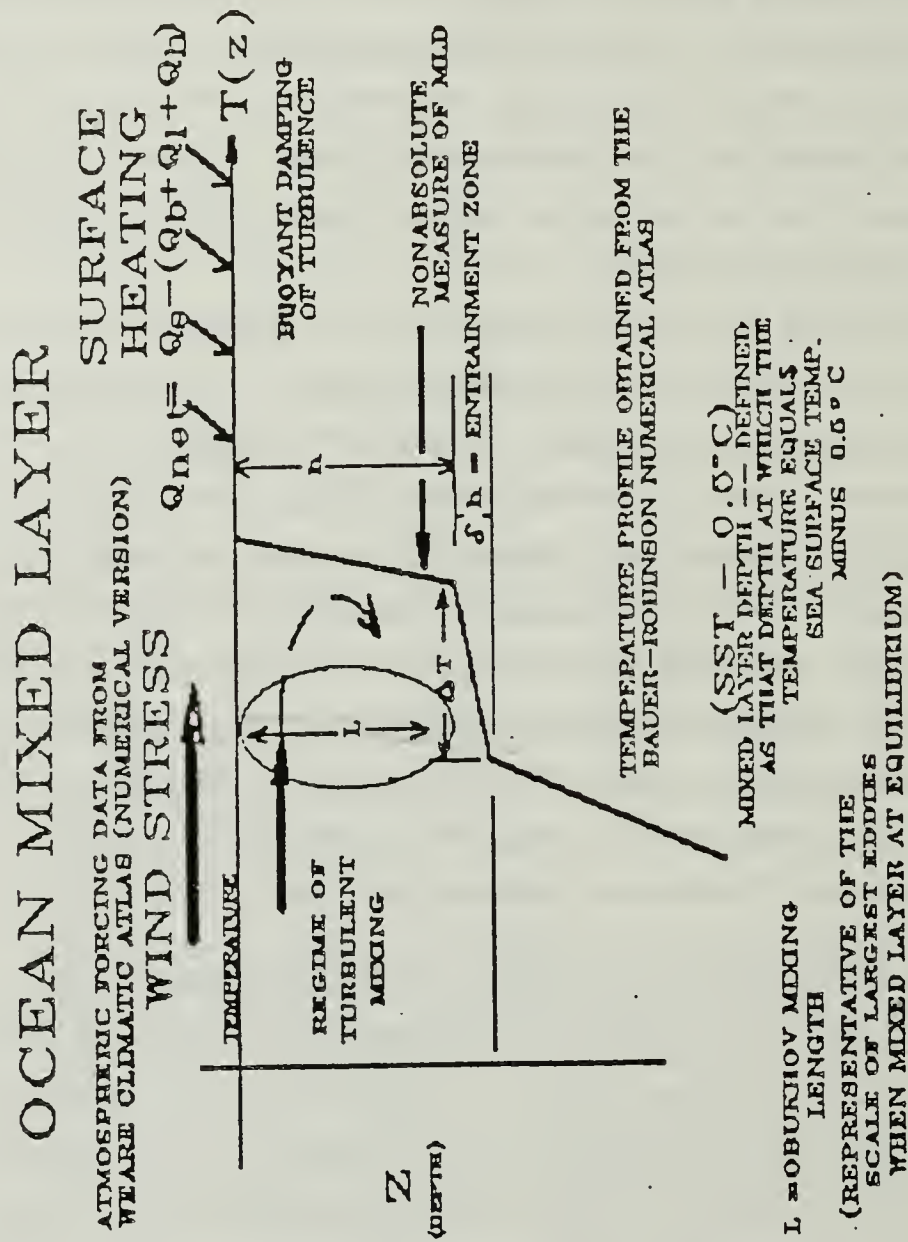 OCEAN MIXED LAYER
ATMOSPHERIC FORCING DATA FROM
WEARE CLIMATIC ATLAS (NUMERICAL VERSION)
WIND STRESS
SURFACE
HEATING
Qnet= Qs-(Qb+Ql+Qh)
TEMPERATURE
T(z)
BUOYANT DAMPING
OF TURBULENCE
REGIME OF
TURBULENT
MIXING
L
h
NONABSOLUTE
MEASURE OF MLD
Z
(DEPTH)
Δ T
δ h — ENTRAINMENT ZONE
TEMPERATURE PROFILE OBTAINED FROM THE
BAUER-ROBINSON NUMERICAL ATLAS
(SST — 0.5°C)
MIXED LAYER DEPTH -- DEFINED
AS THAT DEPTH AT WHICH THE
TEMPERATURE EQUALS
SEA SURFACE TEMP.
MINUS 0.5°C
L =OBUKHOV MIXING
LENGTH
(REPRESENTATIVE OF THE
SCALE OF LARGEST EDDIES
WHEN MIXED LAYER AT EQUILIBRIUM)